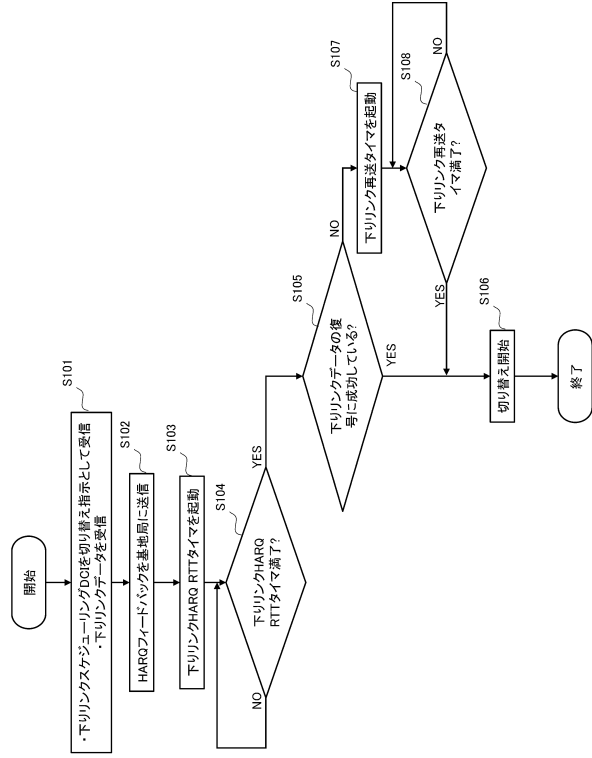 開始
S101
・下りリンクスケジューリングDCIを切り替え指示として受信
・下りリンクデータを受信
S102
HARQフィードバックを基地局に送信
S103
下りリンクHARQ RTTタイマを起動
S104
下りリンクHARQ
RTTタイマ満了?
NO
YES
S105
下りリンクデータの復
号に成功している?
NO
YES
S107
下りリンク再送タイマを起動
S108
下りリンク再送タ
イマ満了?
NO
YES
S106
切り替え開始
終了